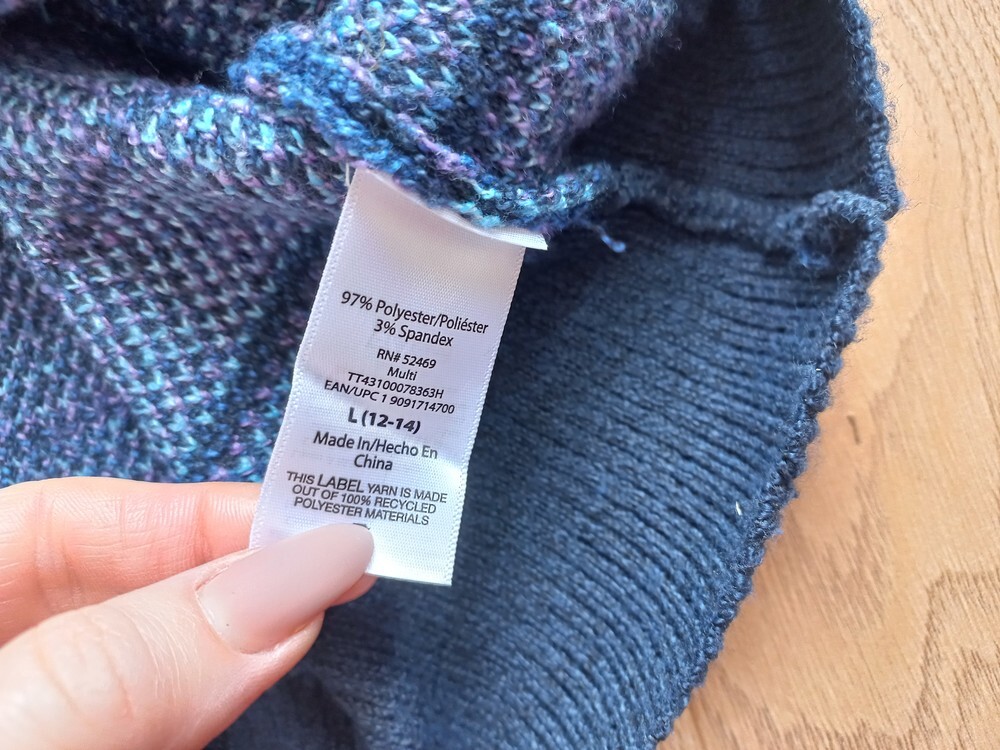 97% Polyester/Poliéster
3% Spandex
RN# 52469
Multi
TT43100078363H
EAN/UPC 1 9091714700
L (12-14)
Made In/Hecho En
China
THIS LABEL YARN IS MADE
OUT OF 100% RECYCLED
POLYESTER MATERIALS